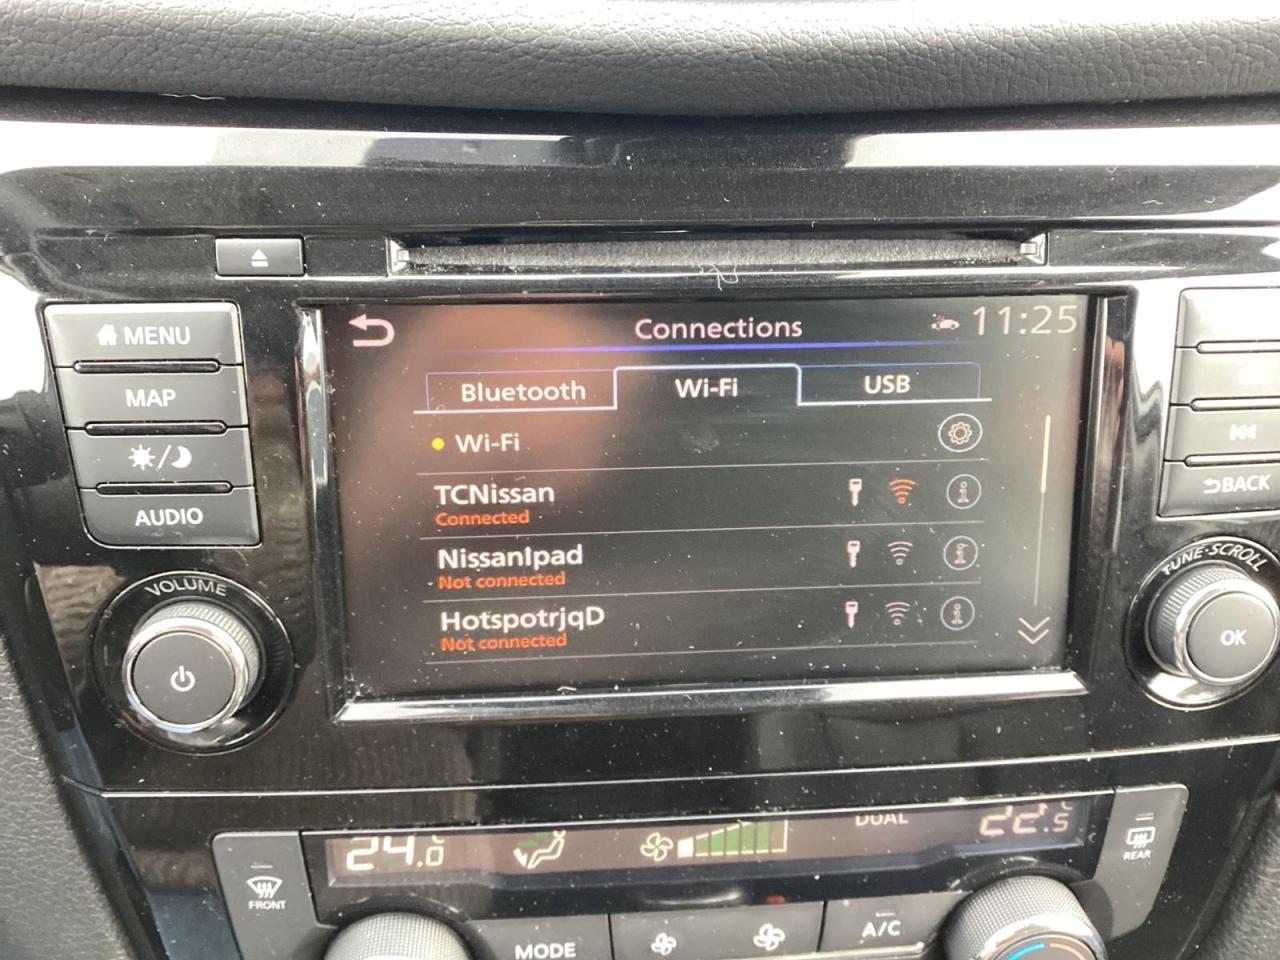 MENU
MAP
AUDIO
VOLUME
Connections
11:25
Bluetooth
Wi-Fi
USB
Wi-Fi
TCNissan
Connected
NissanIpad
Not connected
HotspotrjqD
Not connected
BACK
TUNE·SCROLL
OK
24.0
DUAL
22.5
FRONT
REAR
MODE
A/C